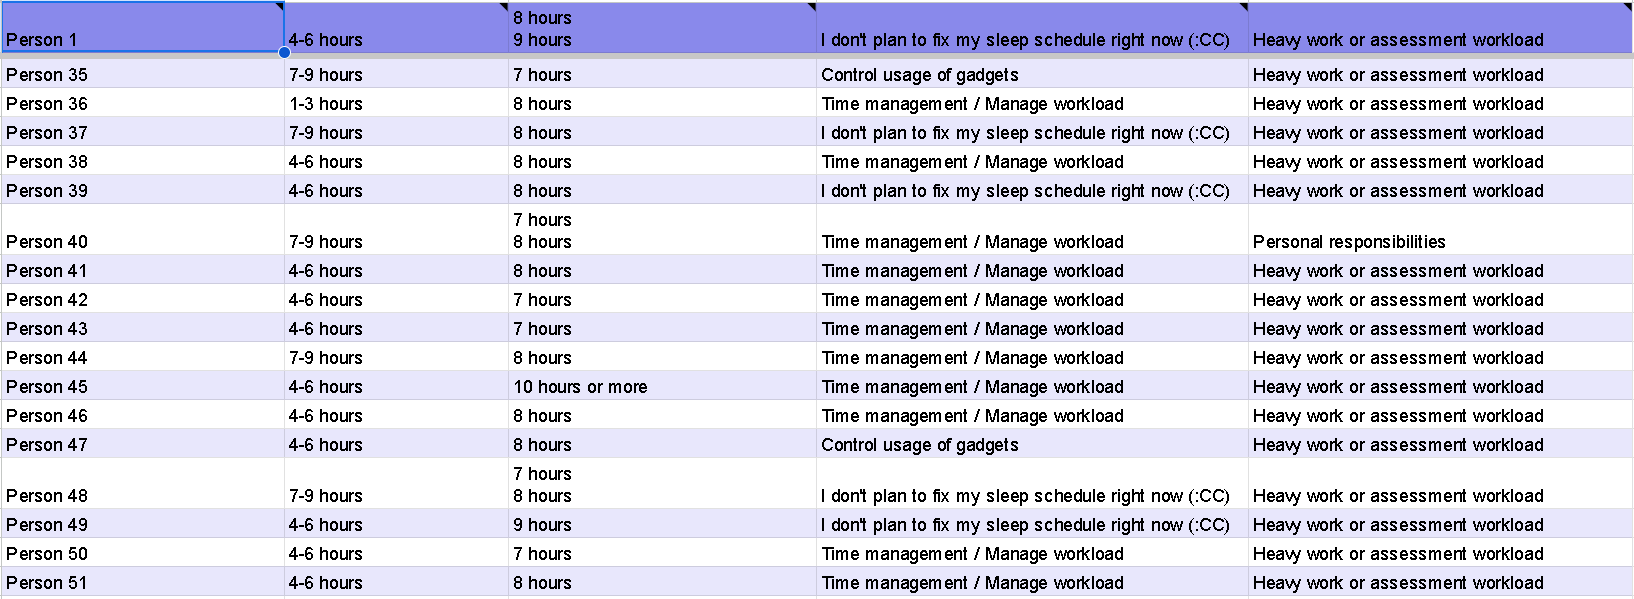 8 hours
Person 1 4-6 hours 9 hours I don't plan to fix my sleep schedule right now (:CC) Heavy work or assessment workload
Person 35 7-9 hours 7 hours Control usage of gadgets Heavy work or assessment workload
Person 36 1-3 hours 8 hours Time management / Manage workload Heavy work or assessment workload
Person 37 7-9 hours 8 hours I don't plan to fix my sleep schedule right now (:CC) Heavy work or assessment workload
Person 38 4-6 hours 8 hours Time management / Manage workload Heavy work or assessment workload
Person 39 4-6 hours 8 hours I don't plan to fix my sleep schedule right now (:CC) Heavy work or assessment workload
7 hours
Person 40 7-9 hours 8 hours Time management / Manage workload Personal responsibilities
Person 41 4-6 hours 8 hours Time management / Manage workload Heavy work or assessment workload
Person 42 4-6 hours 7 hours Time management / Manage workload Heavy work or assessment workload
Person 43 4-6 hours 7 hours Time management / Manage workload Heavy work or assessment workload
Person 44 7-9 hours 8 hours Time management / Manage workload Heavy work or assessment workload
Person 45 4-6 hours 10 hours or more Time management / Manage workload Heavy work or assessment workload
Person 46 4-6 hours 8 hours Time management / Manage workload Heavy work or assessment workload
Person 47 4-6 hours 8 hours Control usage of gadgets Heavy work or assessment workload
7 hours
Person 48 7-9 hours 8 hours I don't plan to fix my sleep schedule right now (:CC) Heavy work or assessment workload
Person 49 4-6 hours 9 hours I don't plan to fix my sleep schedule right now (:CC) Heavy work or assessment workload
Person 50 4-6 hours 7 hours Time management / Manage workload Heavy work or assessment workload
Person 51 4-6 hours 8 hours Time management / Manage workload Heavy work or assessment workload